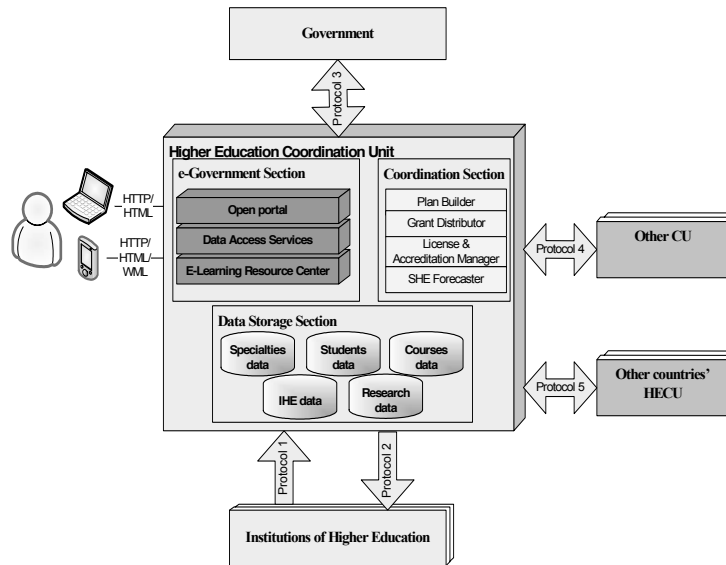 Government
Protocol 3
Higher Education Coordination Unit
e-Government Section
Open portal
Data Access Services
E-Learning Resource Center
Coordination Section
Plan Builder
Grant Distributor
License &
Accreditation Manager
SHE Forecaster
HTTP/
HTML
HTTP/
HTML/
WML
Protocol 4
Other CU
Data Storage Section
Specialties
data
Students
data
Courses
data
IHE data
Research
data
Protocol 5
Other countries'
HECU
Protocol 1
Protocol 2
Institutions of Higher Education